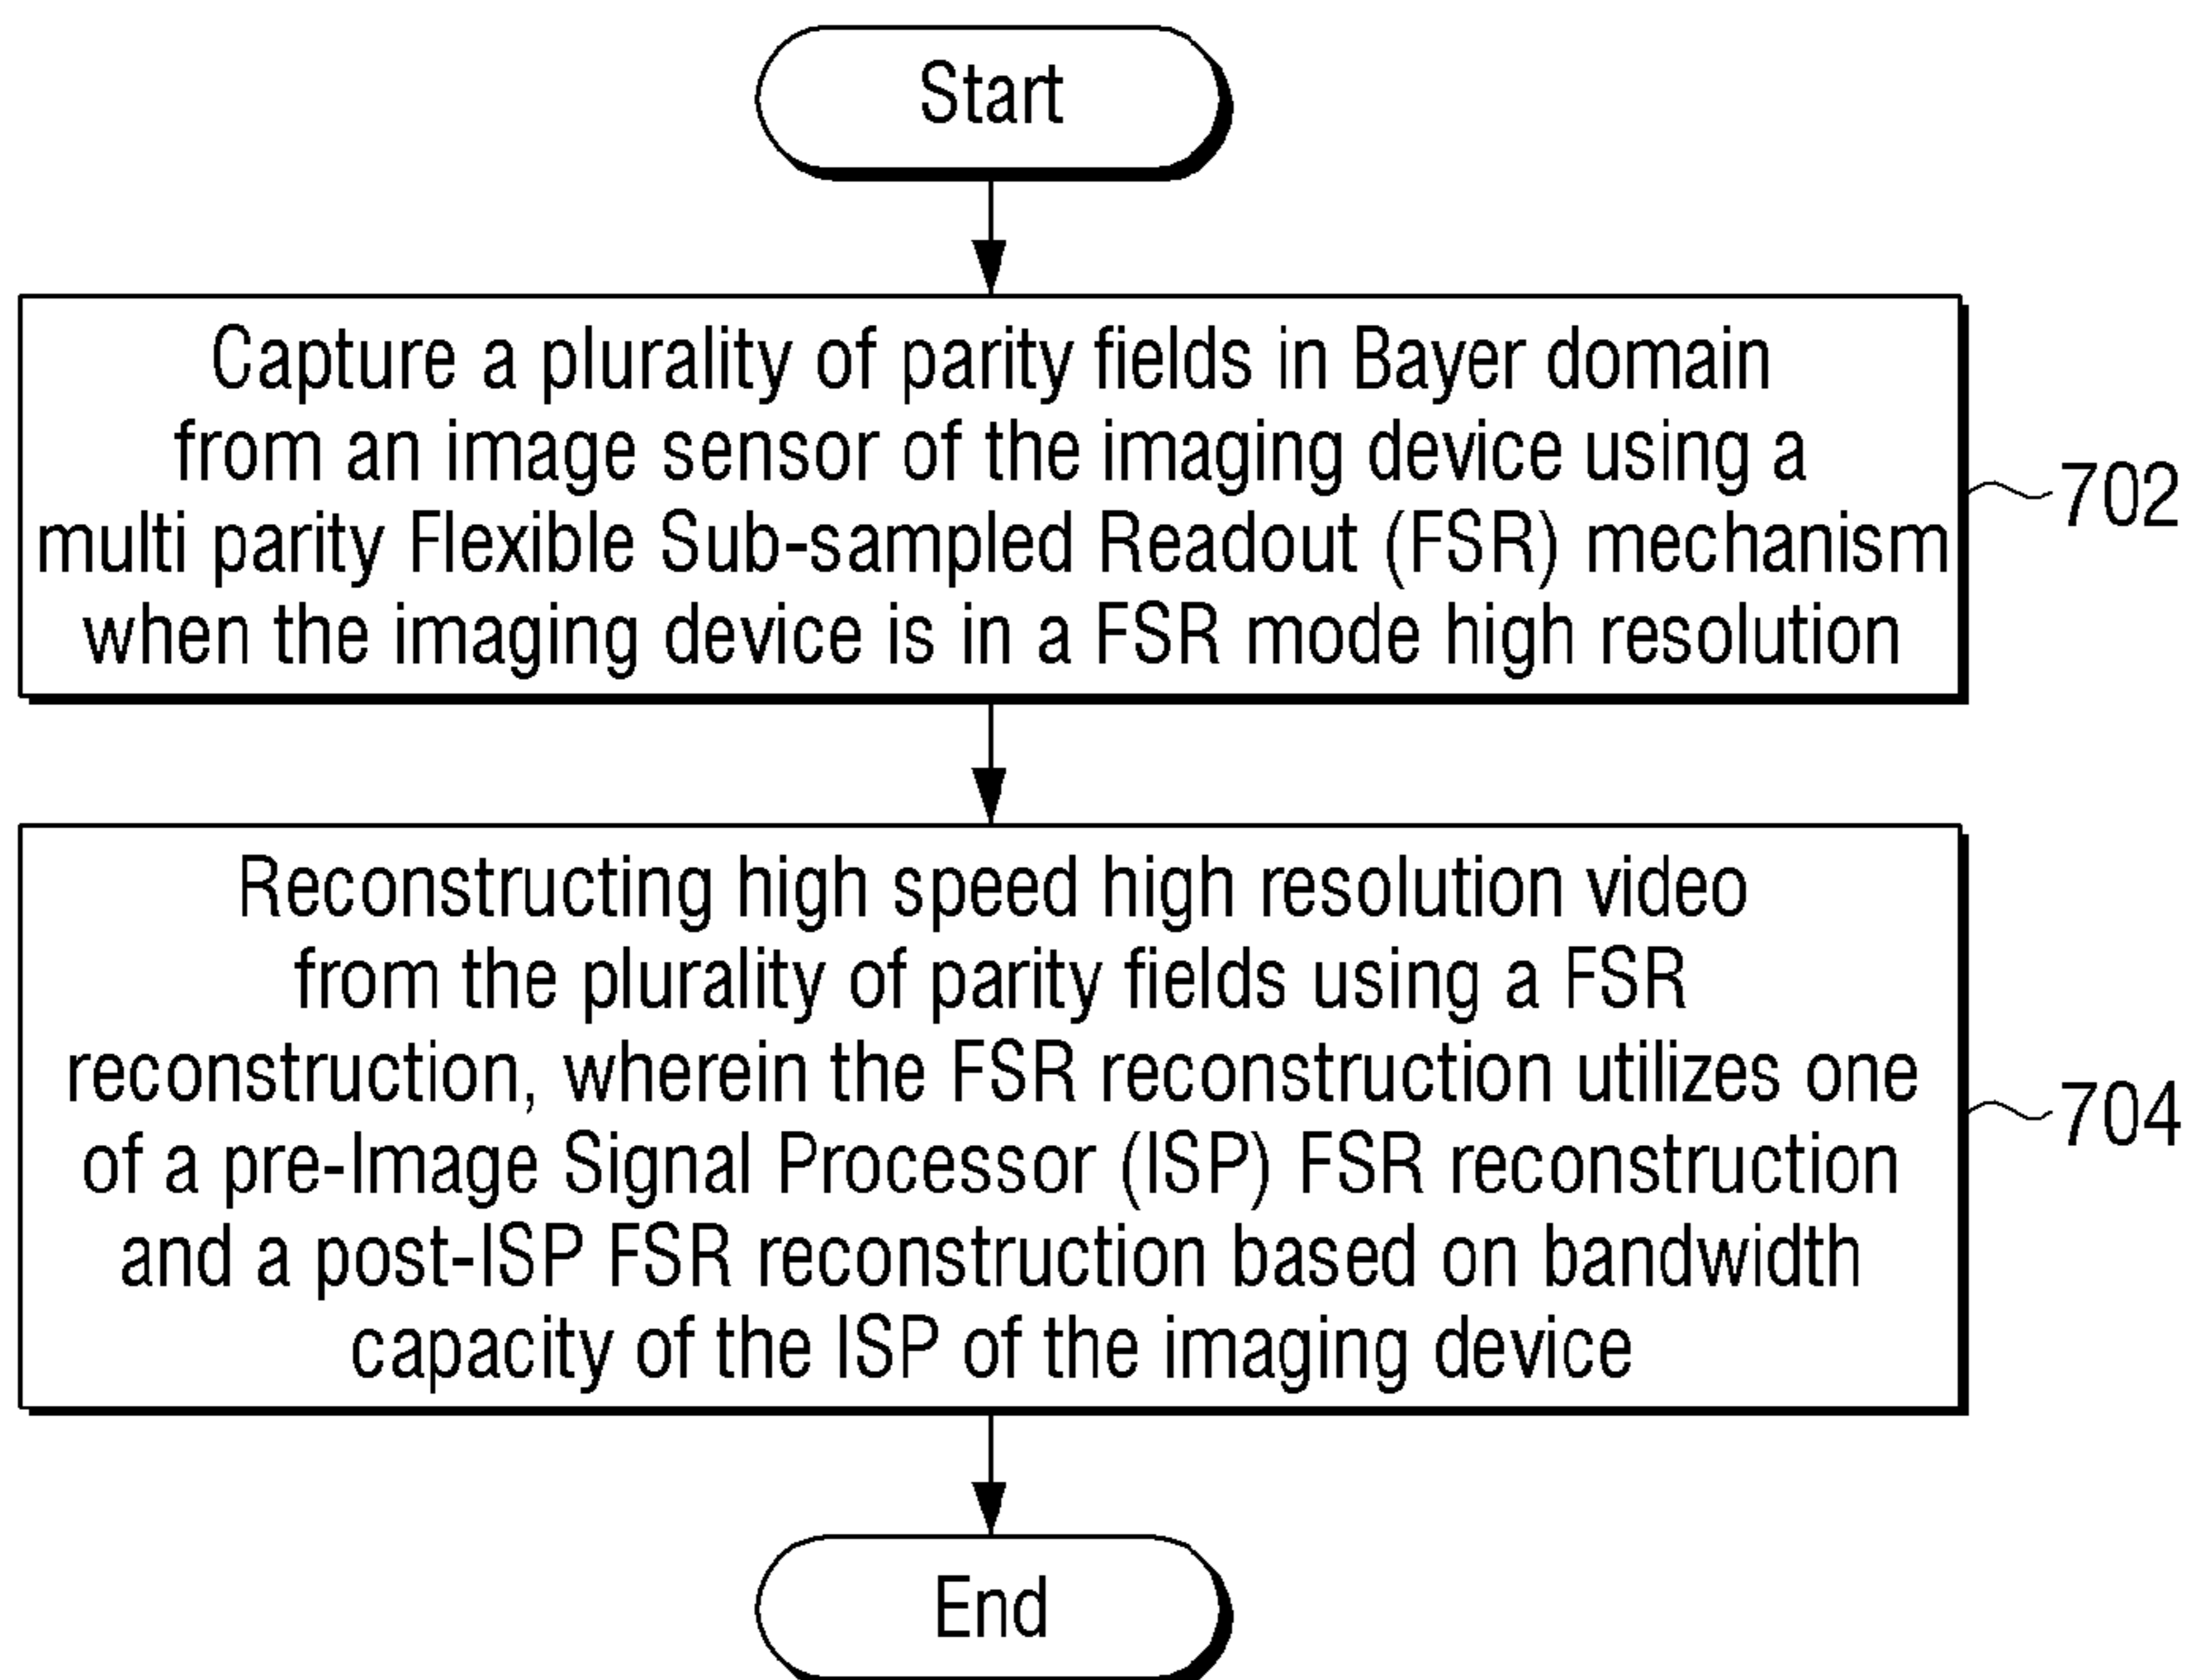 Start
Capture a plurality of parity fields in Bayer domain
from an image sensor of the imaging device using a
multi parity Flexible Sub-sampled Readout (FSR) mechanism
when the imaging device is in a FSR mode high resolution
702
Reconstructing high speed high resolution video
from the plurality of parity fields using a FSR
reconstruction, wherein the FSR reconstruction utilizes one
of a pre-Image Signal Processor (ISP) FSR reconstruction
and a post-ISP FSR reconstruction based on bandwidth
capacity of the ISP of the imaging device
704
End